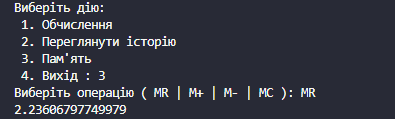 Виберіть дію:
1. Обчислення
2. Переглянути історію
3. Пам'ять
4. Вихід : 3
Виберіть операцію ( MR | M+ | M- | MC ): MR
2.23606797749979